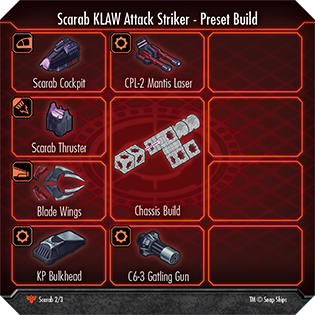 Scarab KLAW Attack Striker - Preset Build
Scarab Cockpit
CPL-2 Mantis Laser
Scarab Thruster
Blade Wings
Chassis Build
KP Bulkhead
C6-3 Gatling Gun
Scarab 2/3
TM © Snap Ships